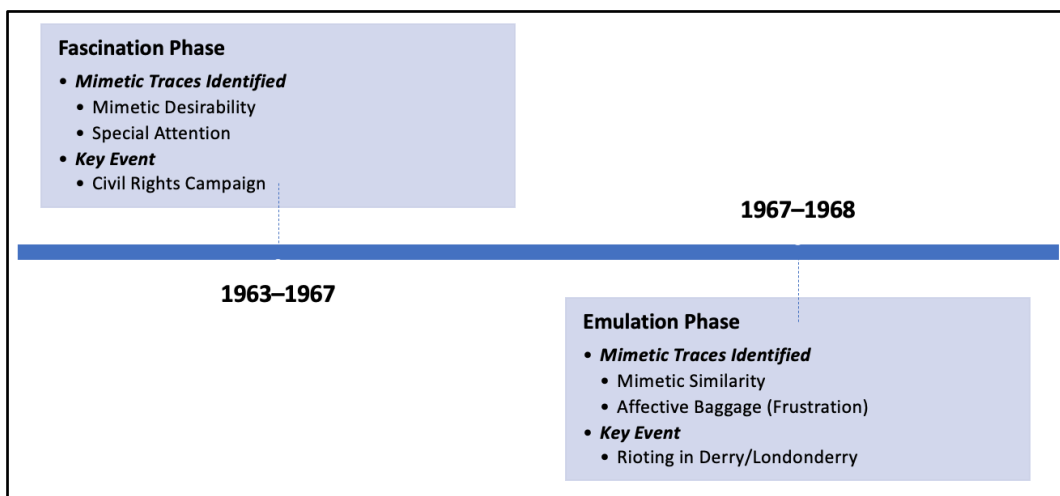 Fascination Phase
• Mimetic Traces Identified
• Mimetic Desirability
• Special Attention
• Key Event
• Civil Rights Campaign
1963–1967
1967–1968
Emulation Phase
• Mimetic Traces Identified
• Mimetic Similarity
• Affective Baggage (Frustration)
• Key Event
• Rioting in Derry/Londonderry